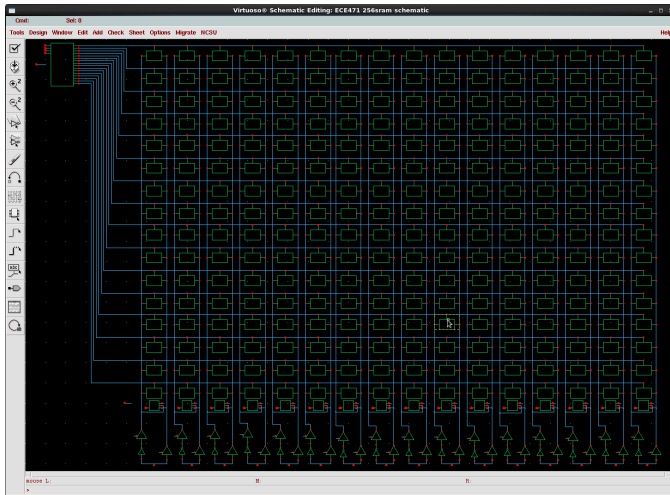 Virtuoso® Schematic Editing: ECE471 256sram schematic
Cmd: Sel: 0
Tools Design Window Edit Add Check Sheet Options Migrate NCSU Help
mouse L: M: R:
>